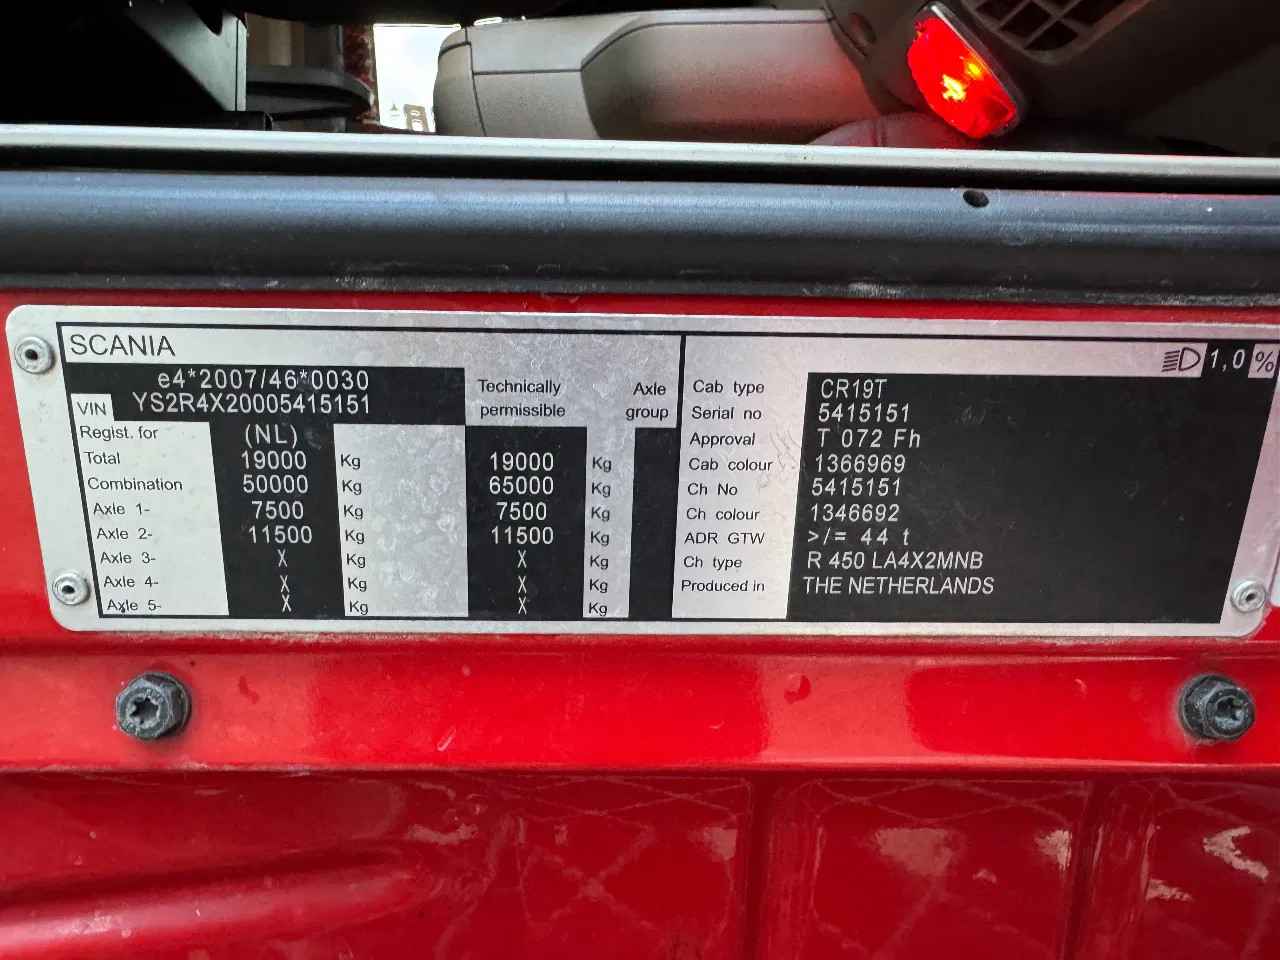 SCANIA
1,0 %
e4*2007/46*0030
VIN YS2R4X20005415151
Technically permissible
Axle group
Regist. for (NL)
Total 19000 Kg 19000 Kg
Combination 50000 Kg 65000 Kg
Axle 1- 7500 Kg 7500 Kg
Axle 2- 11500 Kg 11500 Kg
Axle 3- X Kg X Kg
Axle 4- X Kg X Kg
Axle 5- X Kg X Kg
Cab type CR19T
Serial no 5415151
Approval T 072 Fh
Cab colour 1366969
Ch No 5415151
Ch colour 1346692
ADR GTW >/= 44 t
Ch type R 450 LA4X2MNB
Produced in THE NETHERLANDS